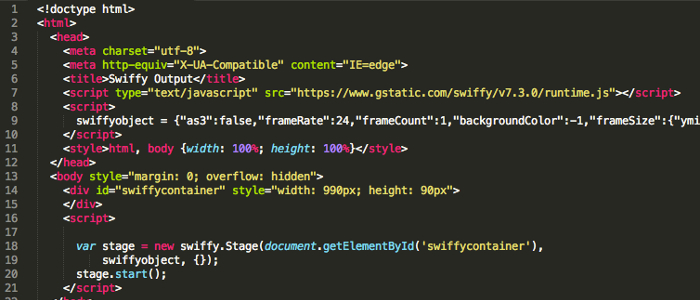 1 <!doctype html>
2 <html>
3 <head>
4 <meta charset="utf-8">
5 <meta http-equiv="X-UA-Compatible" content="IE=edge">
6 <title>Swiffy Output</title>
7 <script type="text/javascript" src="https://www.gstatic.com/swiffy/v7.3.0/runtime.js"></script>
8 <script>
9 swiffyobject = {"as3":false,"frameRate":24,"frameCount":1,"backgroundColor":-1,"frameSize":{"ymi
10 </script>
11 <style>html, body {width: 100%; height: 100%}</style>
12 </head>
13 <body style="margin: 0; overflow: hidden">
14 <div id="swiffycontainer" style="width: 990px; height: 90px">
15 </div>
16 <script>
17
18 var stage = new swiffy.Stage(document.getElementById('swiffycontainer'),
19 swiffyobject, {});
20 stage.start();
21 </script>